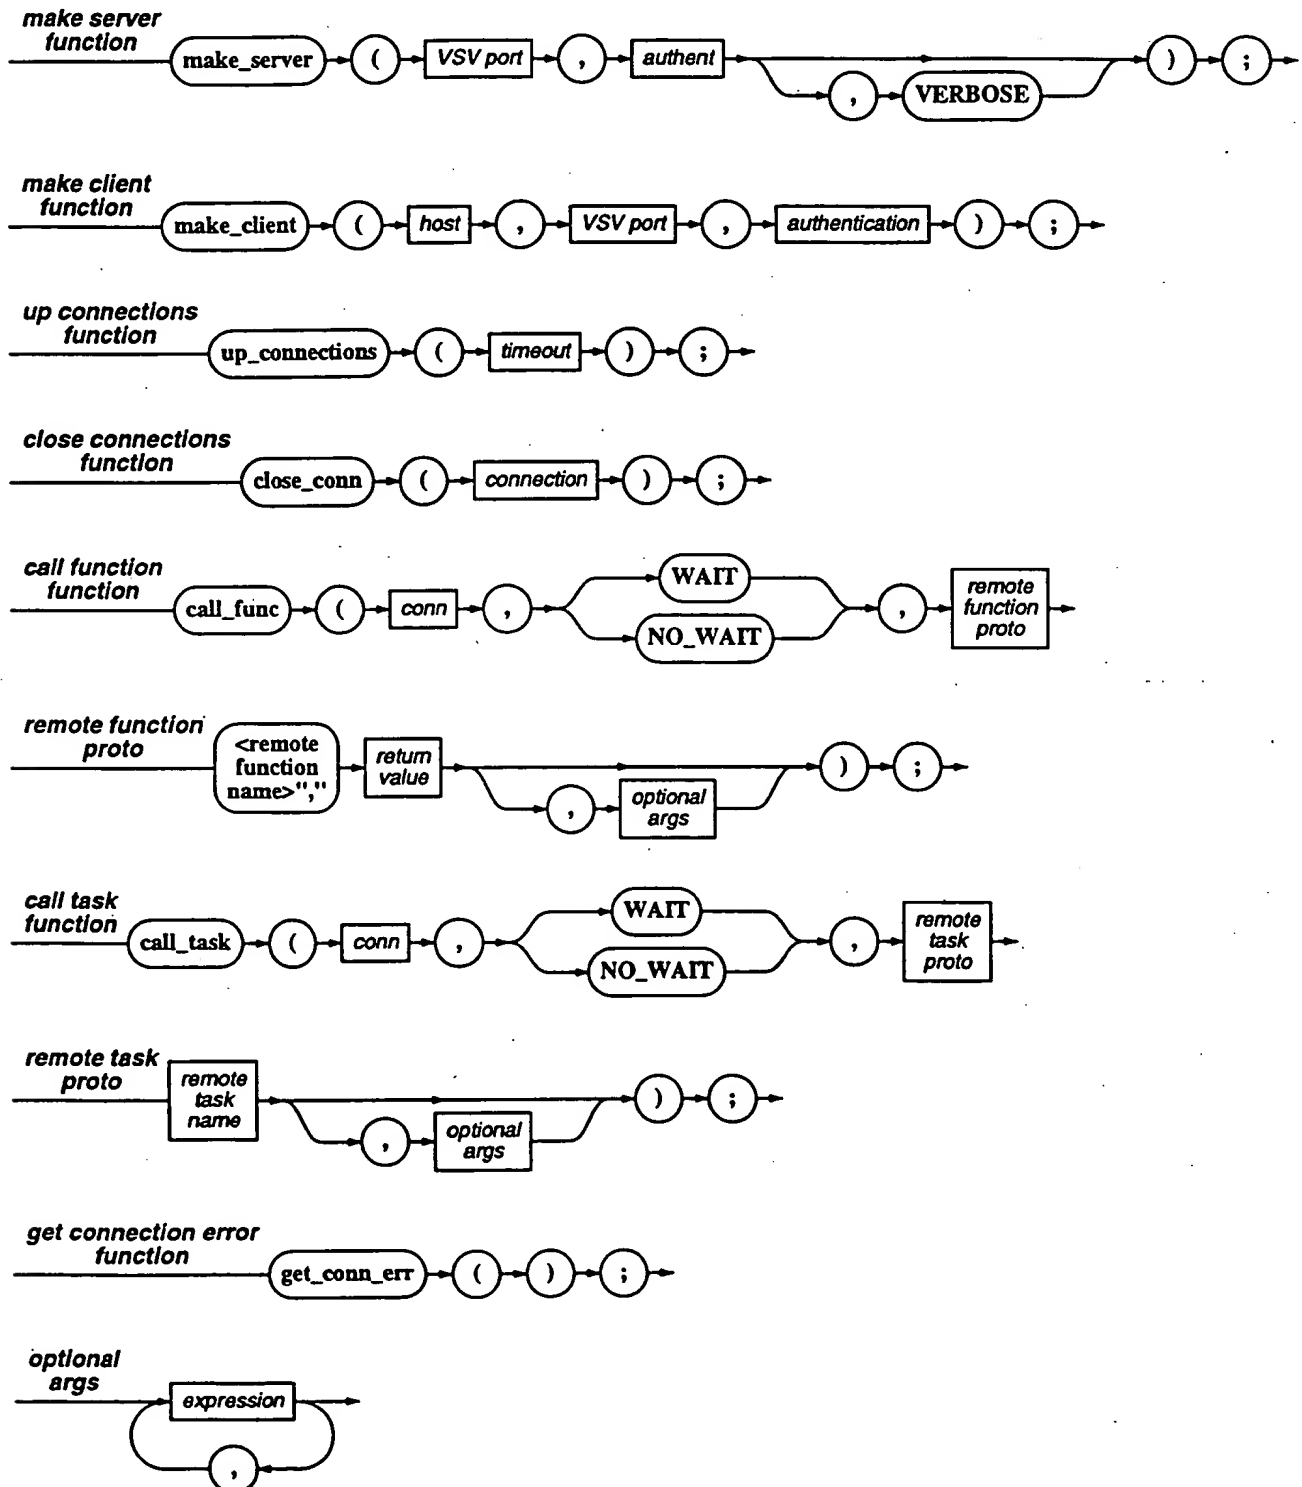 make server
function
make_server ( VSV port , authent ) ;
, VERBOSE
make client
function
make_client ( host , VSV port , authentication ) ;
up connections
function
up_connections ( timeout ) ;
close connections
function
close_conn ( connection ) ;
call function
function
call_func ( conn , WAIT , remote
function
proto
NO_WAIT
remote function
proto
<remote
function
name>","
return
value
) ;
, optional
args
call task
function
call_task ( conn , WAIT , remote
task
proto
NO_WAIT
remote task
proto
remote
task
name
) ;
, optional
args
get connection error
function
get_conn_err ( ) ;
optional
args
expression
,